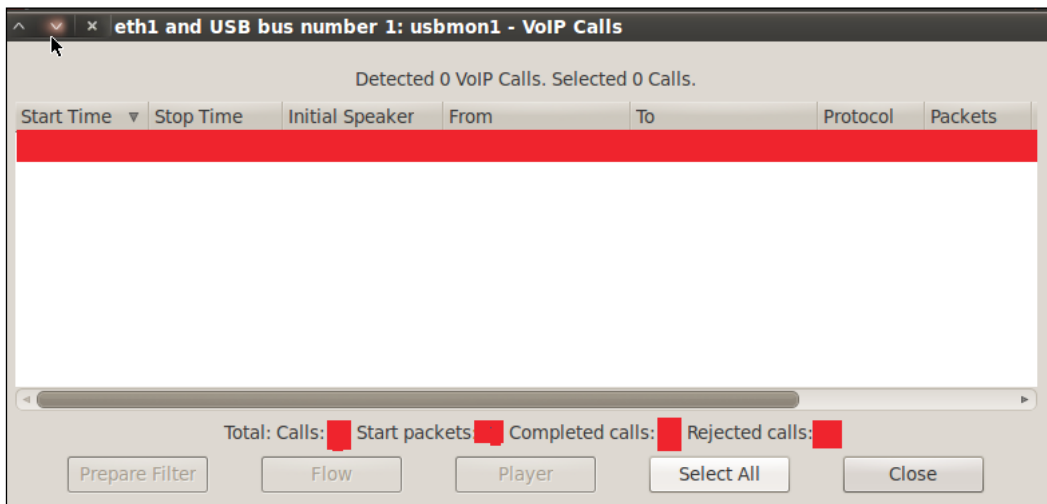 eth1 and USB bus number 1: usbmon1 - VoIP Calls
Detected 0 VoIP Calls. Selected 0 Calls.
Start Time Stop Time Initial Speaker From To Protocol Packets
Total: Calls: Start packets: Completed calls: Rejected calls:
Prepare Filter Flow Player Select All Close